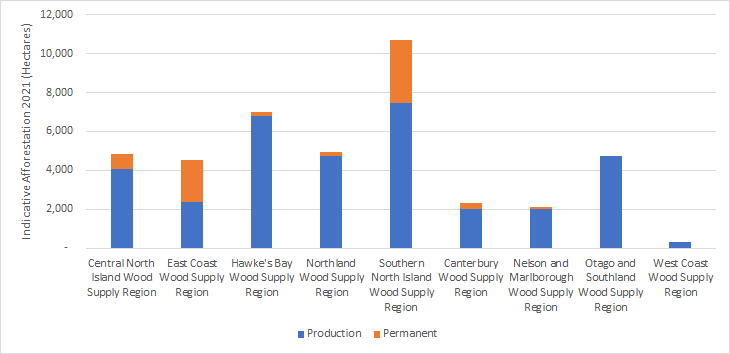 12,000
10,000
8,000
6,000
4,000
2,000
-
Indicative Afforestation 2021 (Hectares)
Central North
Island Wood
Supply Region
East Coast
Wood Supply
Region
Hawke's Bay
Wood Supply
Region
Northland
Wood Supply
Region
Southern
North Island
Wood Supply
Region
Canterbury
Wood Supply
Region
Nelson and
Marlborough
Wood Supply
Region
Otago and
Southland
Wood Supply
Region
West Coast
Wood Supply
Region
Production
Permanent